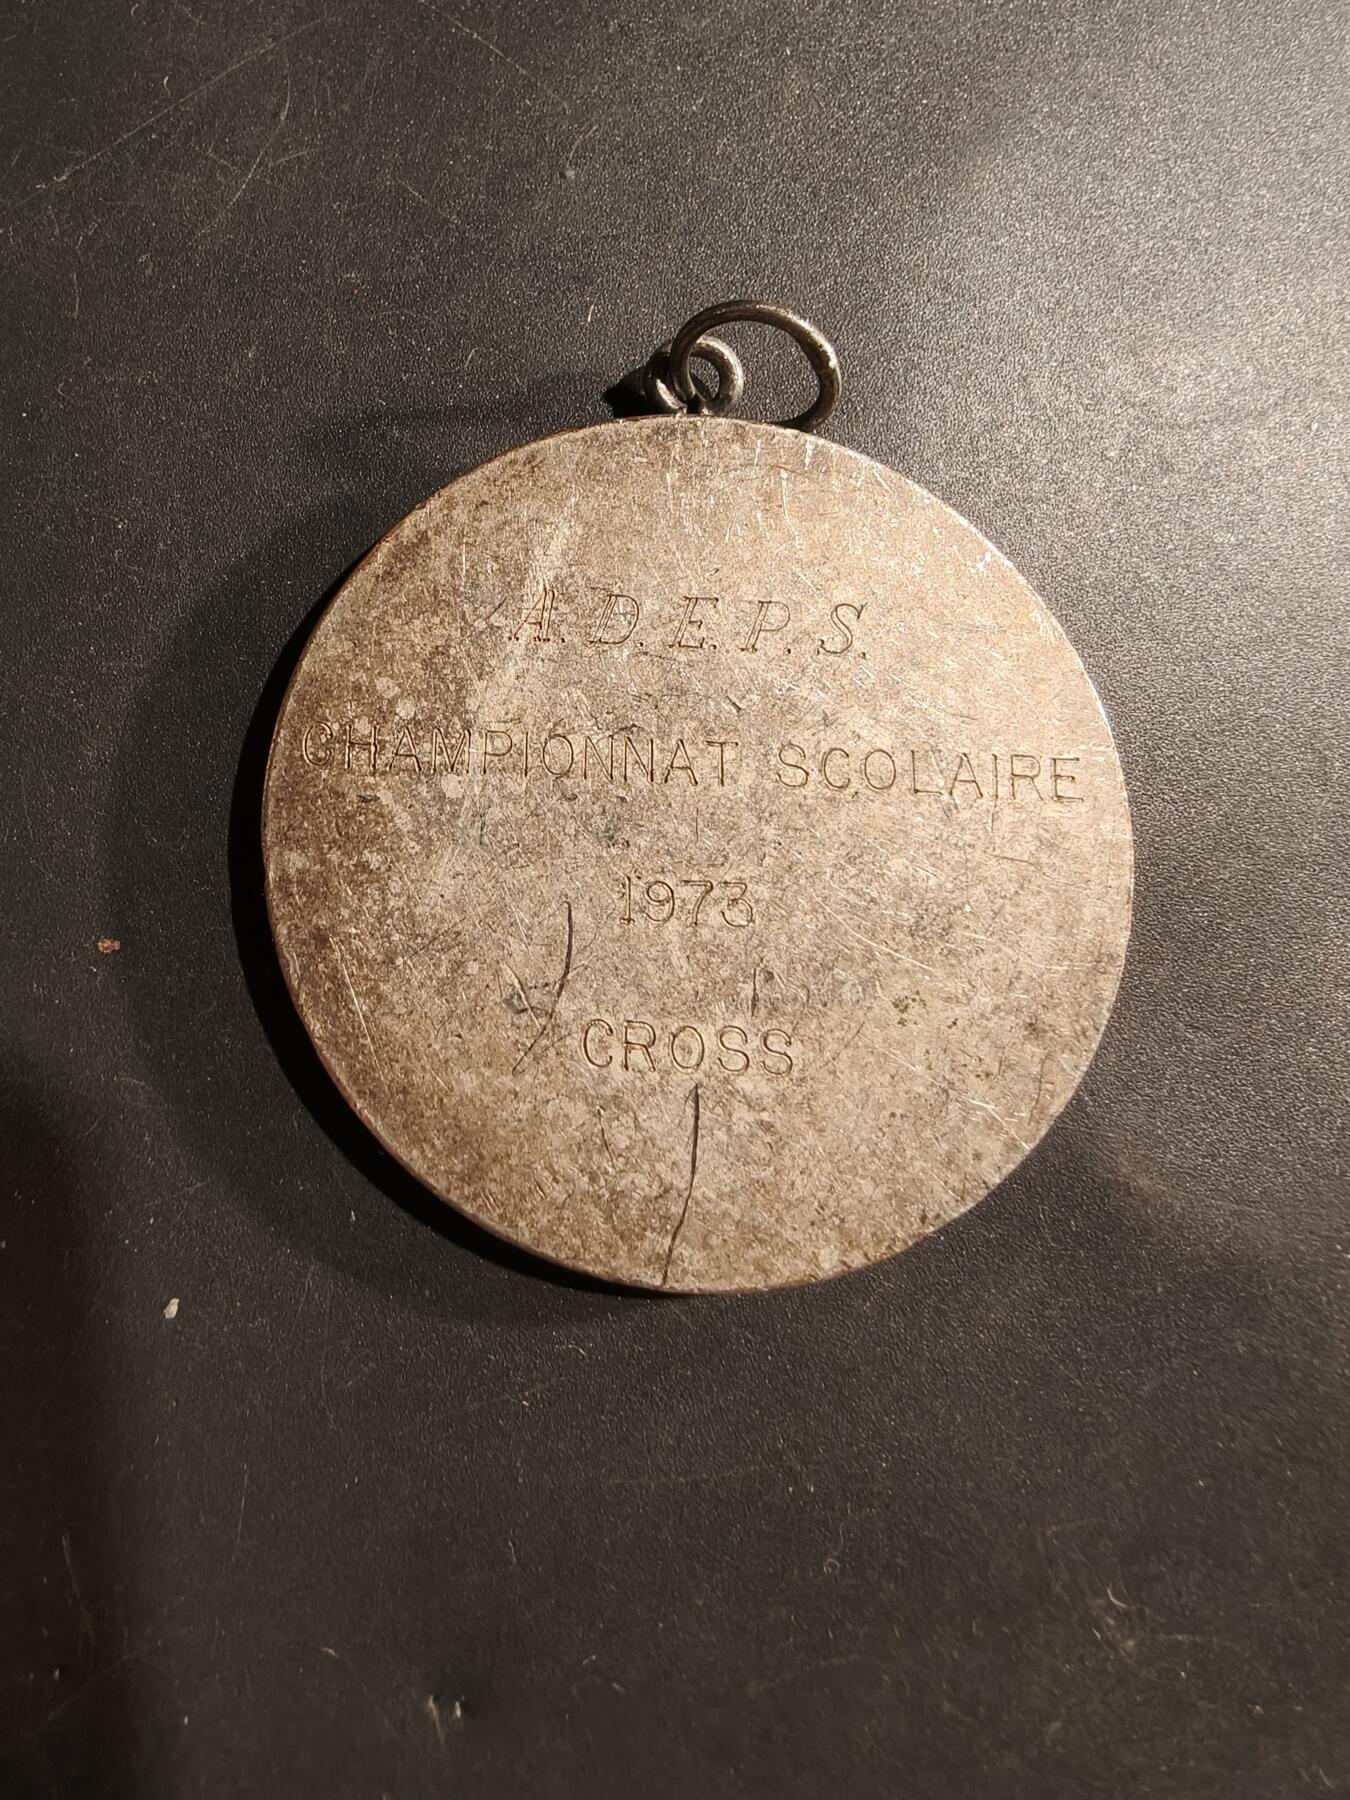 A.D.E.P.S.
CHAMPIONNAT SCOLAIRE
1973
CROSS